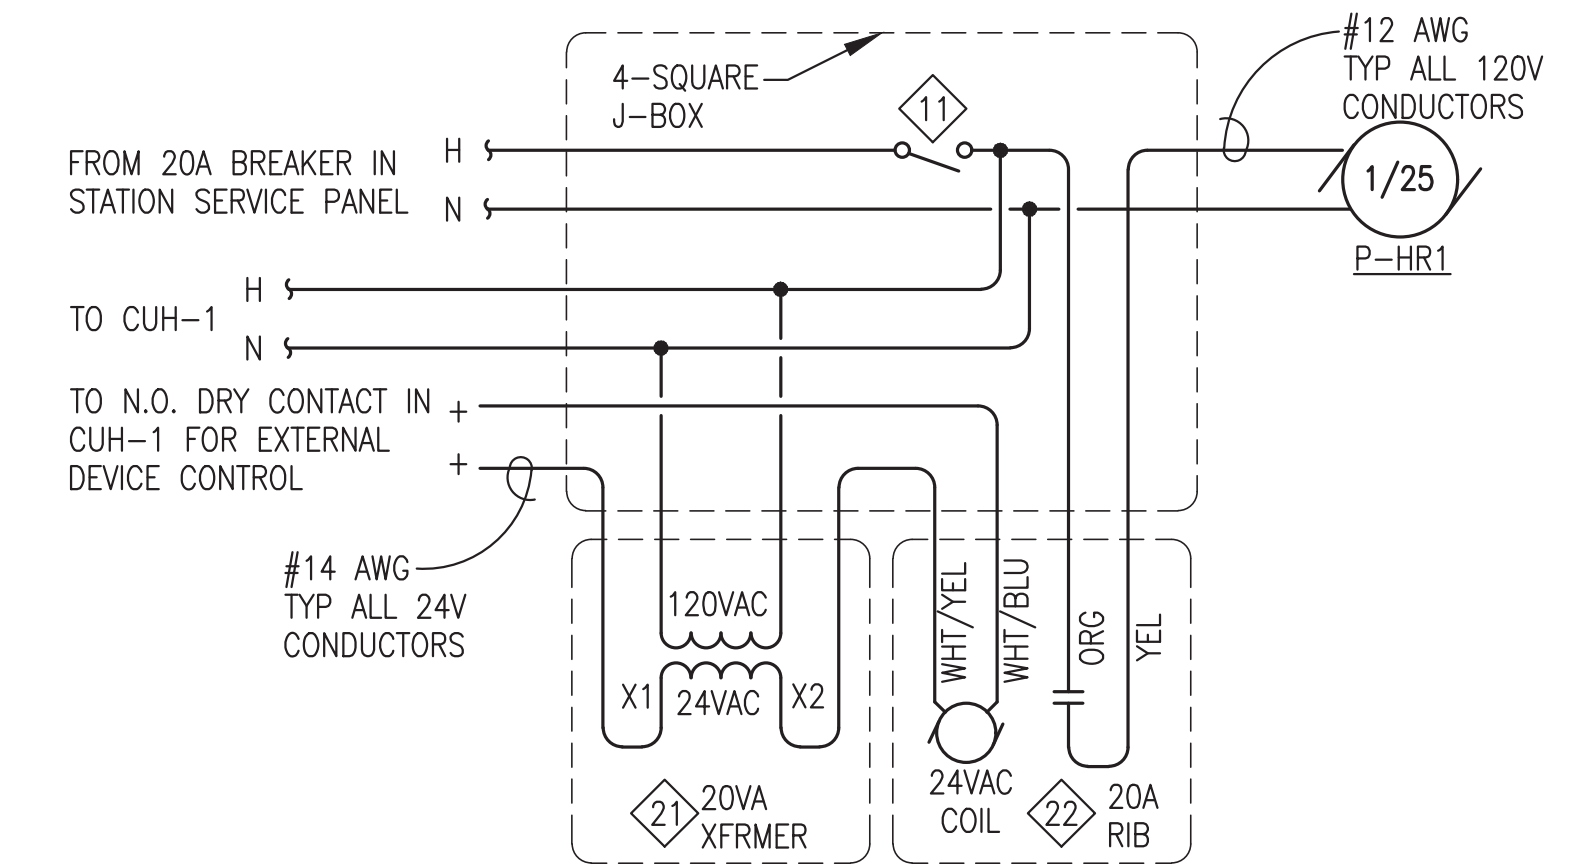 #12 AWG
TYP ALL 120V
CONDUCTORS
4-SQUARE
J-BOX
11
FROM 20A BREAKER IN
STATION SERVICE PANEL
H
N
1/25
P-HR1
TO CUH-1
H
N
TO N.O. DRY CONTACT IN
CUH-1 FOR EXTERNAL
DEVICE CONTROL
+
+
#14 AWG
TYP ALL 24V
CONDUCTORS
120VAC
X1
24VAC
X2
WHT/YEL
WHT/BLU
ORG
YEL
21
20VA
XFRMER
24VAC
COIL
22
20A
RIB